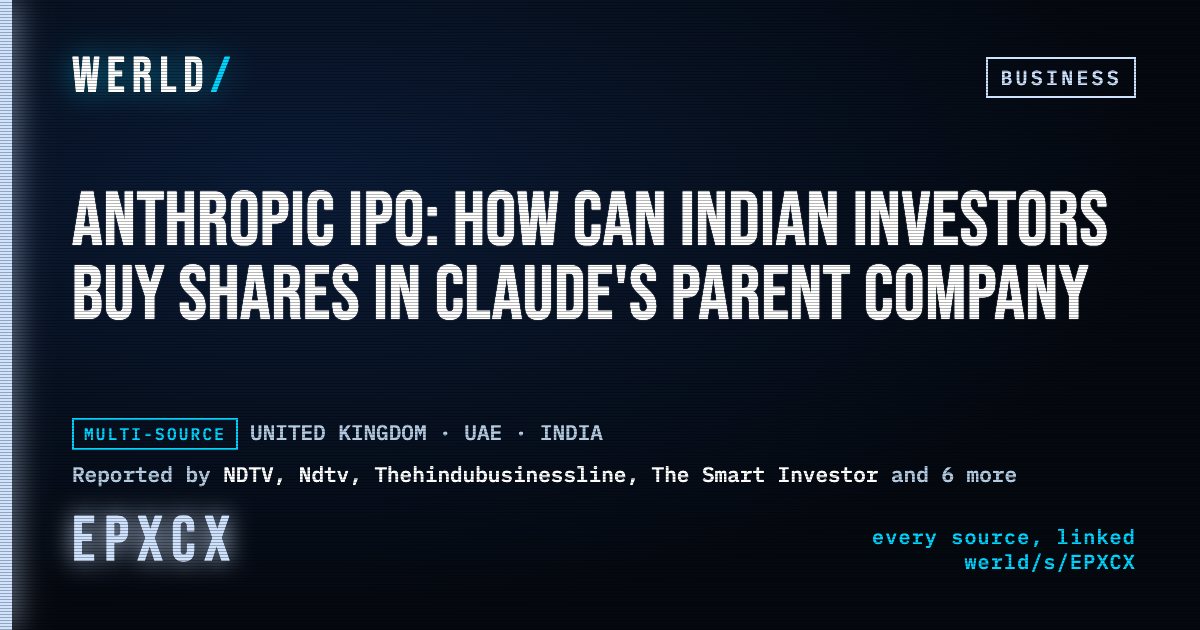 WERLD/
BUSINESS
ANTHROPIC IPO: HOW CAN INDIAN INVESTORS
BUY SHARES IN CLAUDE'S PARENT COMPANY
MULTI-SOURCE UNITED KINGDOM · UAE · INDIA
Reported by NDTV, Ndtv, Thehindubusinessline, The Smart Investor and 6 more
EPXCX
every source, linked
werld/s/EPXCX